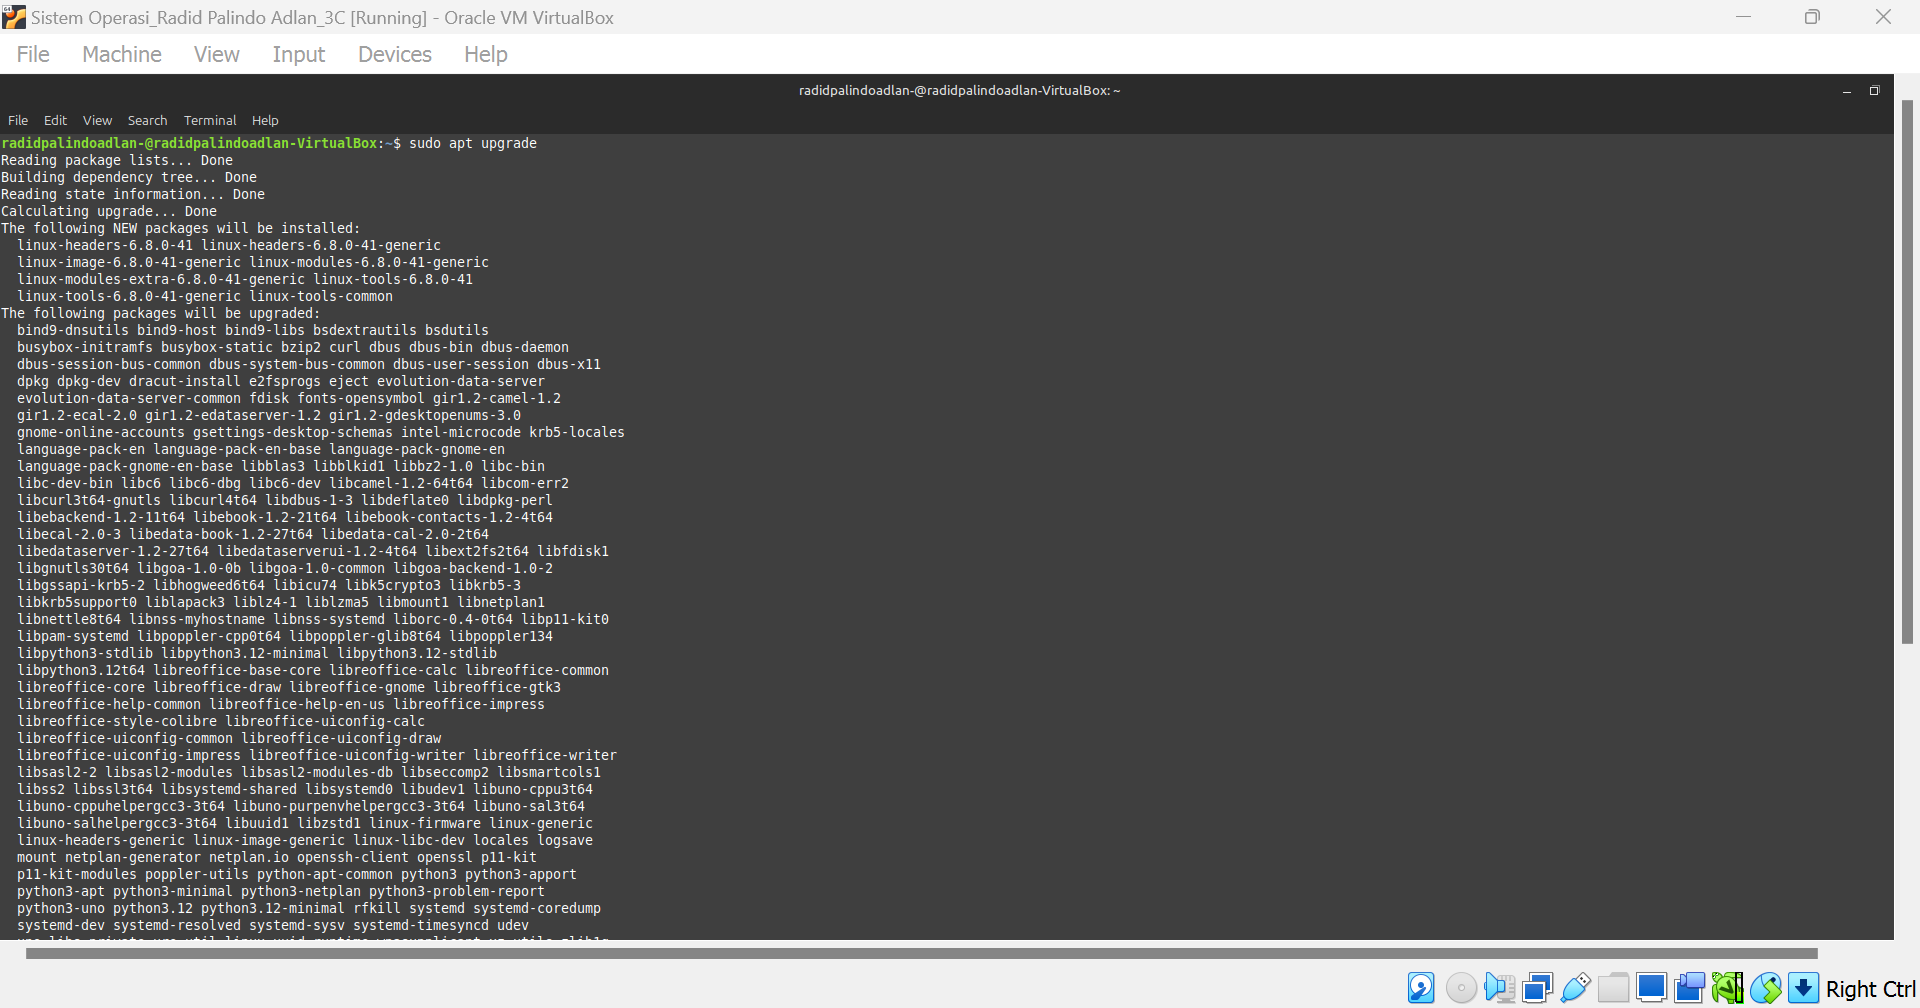 Sistem Operasi_Radid Palindo Adlan_3C [Running] - Oracle VM VirtualBox
File Machine View Input Devices Help
radidpalindoadlan-@radidpalindoadlan-VirtualBox: ~
File Edit View Search Terminal Help
radidpalindoadlan-@radidpalindoadlan-VirtualBox:~$ sudo apt upgrade
Reading package lists... Done
Building dependency tree... Done
Reading state information... Done
Calculating upgrade... Done
The following NEW packages will be installed:
linux-headers-6.8.0-41 linux-headers-6.8.0-41-generic
linux-image-6.8.0-41-generic linux-modules-6.8.0-41-generic
linux-modules-extra-6.8.0-41-generic linux-tools-6.8.0-41
linux-tools-6.8.0-41-generic linux-tools-common
The following packages will be upgraded:
bind9-dnsutils bind9-host bind9-libs bsdextrautils bsdutils
busybox-initramfs busybox-static bzip2 curl dbus dbus-bin dbus-daemon
dbus-session-bus-common dbus-system-bus-common dbus-user-session dbus-x11
dpkg dpkg-dev dracut-install e2fsprogs eject evolution-data-server
evolution-data-server-common fdisk fonts-opensymbol gir1.2-camel-1.2
gir1.2-ecal-2.0 gir1.2-edataserver-1.2 gir1.2-gdesktopenums-3.0
gnome-online-accounts gsettings-desktop-schemas intel-microcode krb5-locales
language-pack-en language-pack-en-base language-pack-gnome-en
language-pack-gnome-en-base libblas3 libblkid1 libbz2-1.0 libc-bin
libc-dev-bin libc6 libc6-dbg libc6-dev libcamel-1.2-64t64 libcom-err2
libcurl3t64-gnutls libcurl4t64 libdbus-1-3 libdeflate0 libdpkg-perl
libebackend-1.2-11t64 libebook-1.2-21t64 libebook-contacts-1.2-4t64
libecal-2.0-3 libedata-book-1.2-27t64 libedata-cal-2.0-2t64
libedataserver-1.2-27t64 libedataserverui-1.2-4t64 libext2fs2t64 libfdisk1
libgnutls30t64 libgoa-1.0-0b libgoa-1.0-common libgoa-backend-1.0-2
libgssapi-krb5-2 libhogweed6t64 libicu74 libk5crypto3 libkrb5-3
libkrb5support0 liblapack3 liblz4-1 liblzma5 libmount1 libnetplan1
libnettle8t64 libnss-myhostname libnss-systemd liborc-0.4-0t64 libp11-kit0
libpam-systemd libpoppler-cpp0t64 libpoppler-glib8t64 libpoppler134
libpython3-stdlib libpython3.12-minimal libpython3.12-stdlib
libpython3.12t64 libreoffice-base-core libreoffice-calc libreoffice-common
libreoffice-core libreoffice-draw libreoffice-gnome libreoffice-gtk3
libreoffice-help-common libreoffice-help-en-us libreoffice-impress
libreoffice-style-colibre libreoffice-uiconfig-calc
libreoffice-uiconfig-common libreoffice-uiconfig-draw
libreoffice-uiconfig-impress libreoffice-uiconfig-writer libreoffice-writer
libsasl2-2 libsasl2-modules libsasl2-modules-db libseccomp2 libsmartcols1
libss2 libssl3t64 libsystemd-shared libsystemd0 libudev1 libuno-cppu3t64
libuno-cppuhelpergcc3-3t64 libuno-purpenvhelpergcc3-3t64 libuno-sal3t64
libuno-salhelpergcc3-3t64 libuuid1 libzstd1 linux-firmware linux-generic
linux-headers-generic linux-image-generic linux-libc-dev locales logsave
mount netplan-generator netplan.io openssh-client openssl p11-kit
p11-kit-modules poppler-utils python-apt-common python3 python3-apport
python3-apt python3-minimal python3-netplan python3-problem-report
python3-uno python3.12 python3.12-minimal rfkill systemd systemd-coredump
systemd-dev systemd-resolved systemd-sysv systemd-timesyncd udev
Right Ctrl